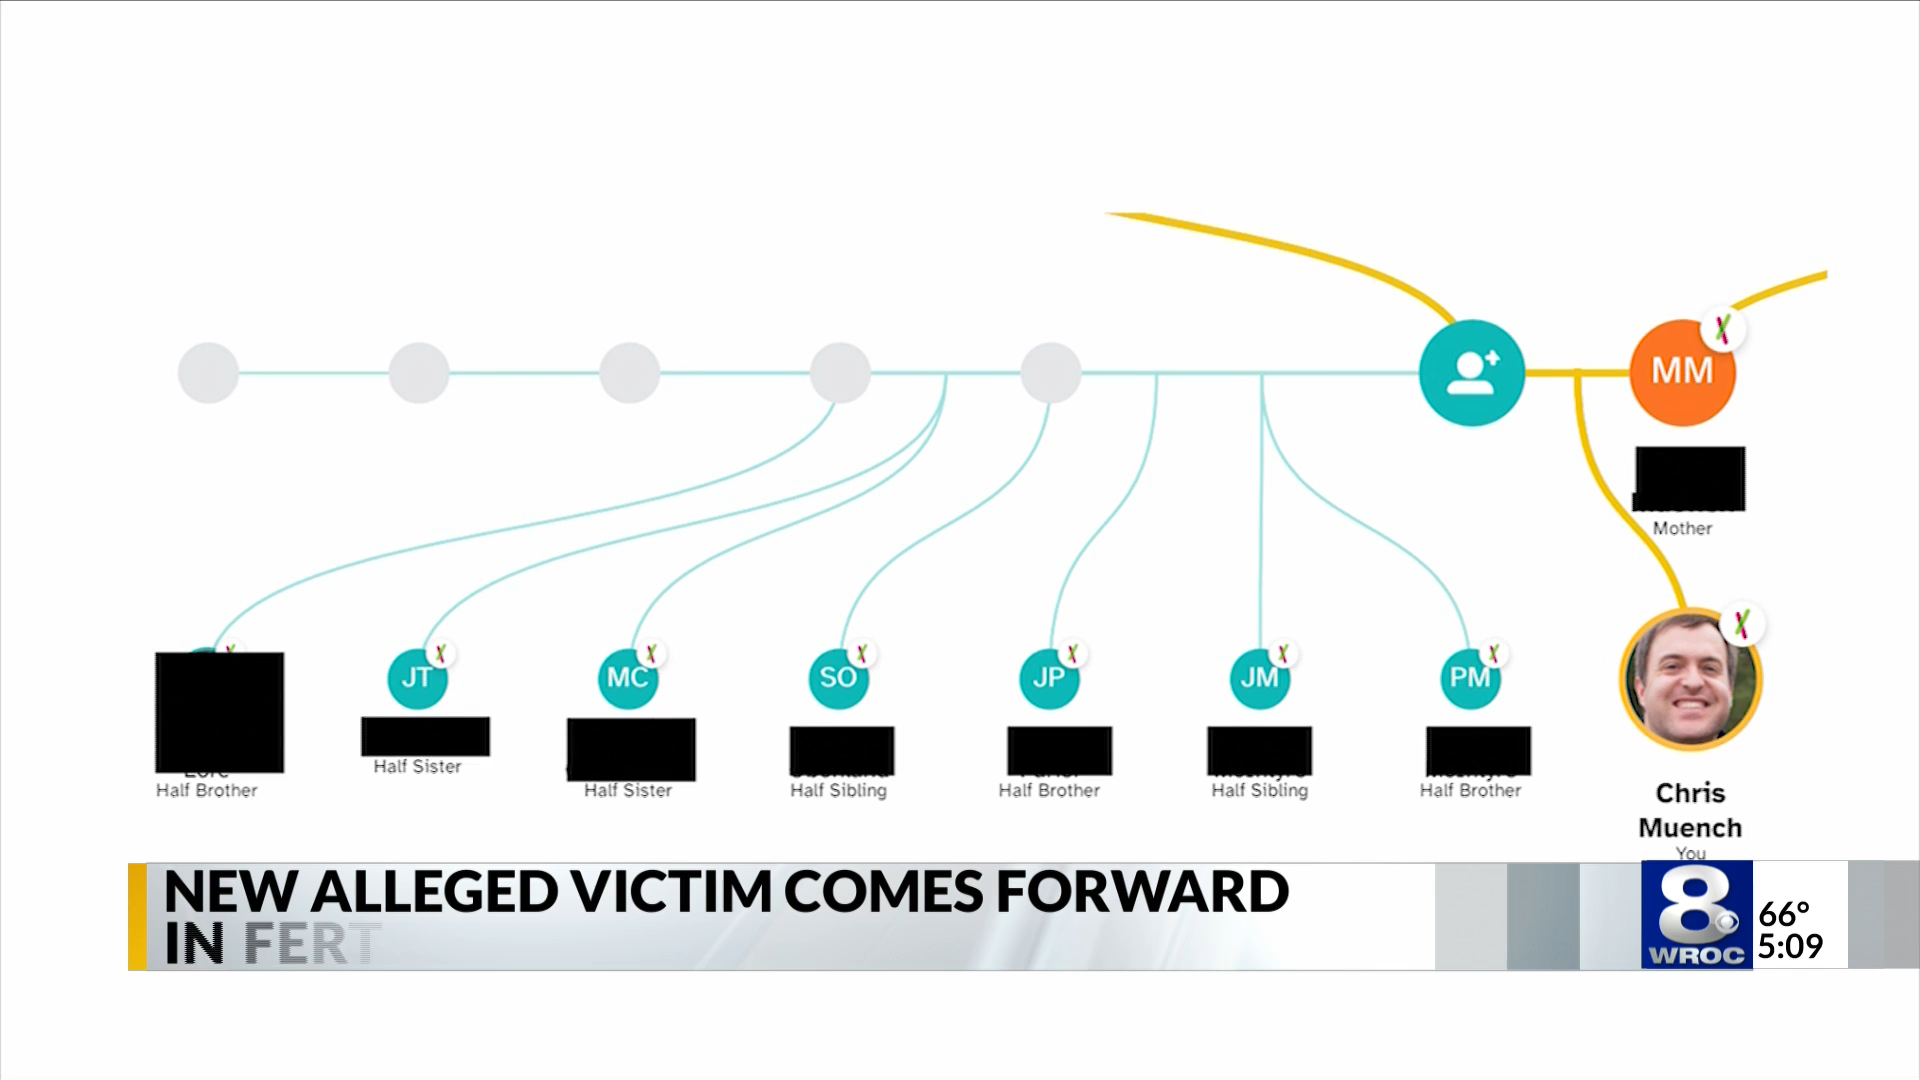 MM
Mother
JT
MC
SO
JP
JM
PM
Half Brother
Half Sister
Half Sister
Half Sibling
Half Brother
Half Sibling
Half Brother
Chris
Muench
You
NEW ALLEGED VICTIM COMES FORWARD
IN FERT
8
WROC
66°
5:09